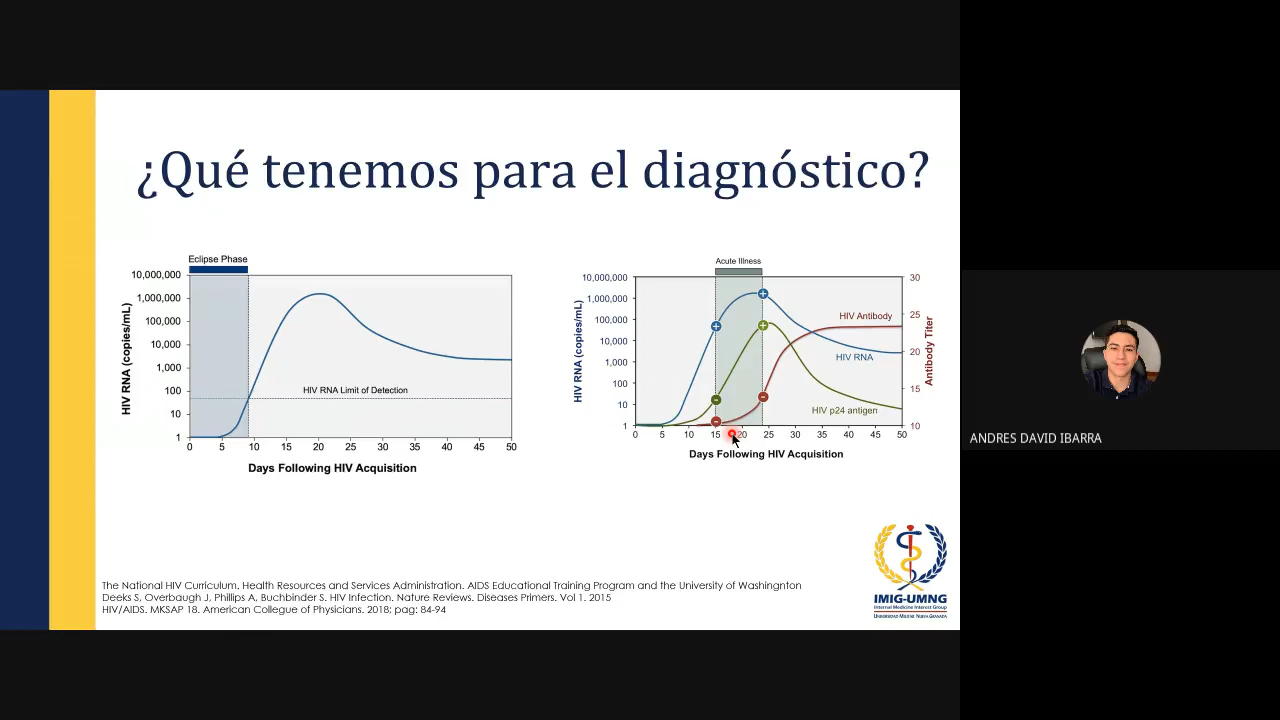 ¿Qué tenemos para el diagnóstico?
Eclipse Phase
10,000,000
1,000,000
100,000
10,000
1,000
100
10
1
HIV RNA (copies/mL)
HIV RNA Limit of Detection
0 5 10 15 20 25 30 35 40 45 50
Days Following HIV Acquisition
Acute Illness
10,000,000
1,000,000
100,000
10,000
1,000
100
10
1
HIV RNA (copies/mL)
30
25
20
15
10
Antibody Titer
HIV Antibody
HIV RNA
HIV p24 antigen
0 5 10 15 20 25 30 35 40 45 50
Days Following HIV Acquisition
ANDRES DAVID IBARRA
The National HIV Curriculum. Health Resources and Services Administration. AIDS Educational Training Program and the University of Washingnton
Deeks S, Overbaugh J, Phillips A, Buchbinder S. HIV Infection. Nature Reviews. Diseases Primers. Vol 1. 2015
HIV/AIDS. MKSAP 18. American Collegue of Physicians. 2018; pag: 84-94
IMIG-UMNG
Internal Medicine Interest Group
Universidad Militar Nueva Granada